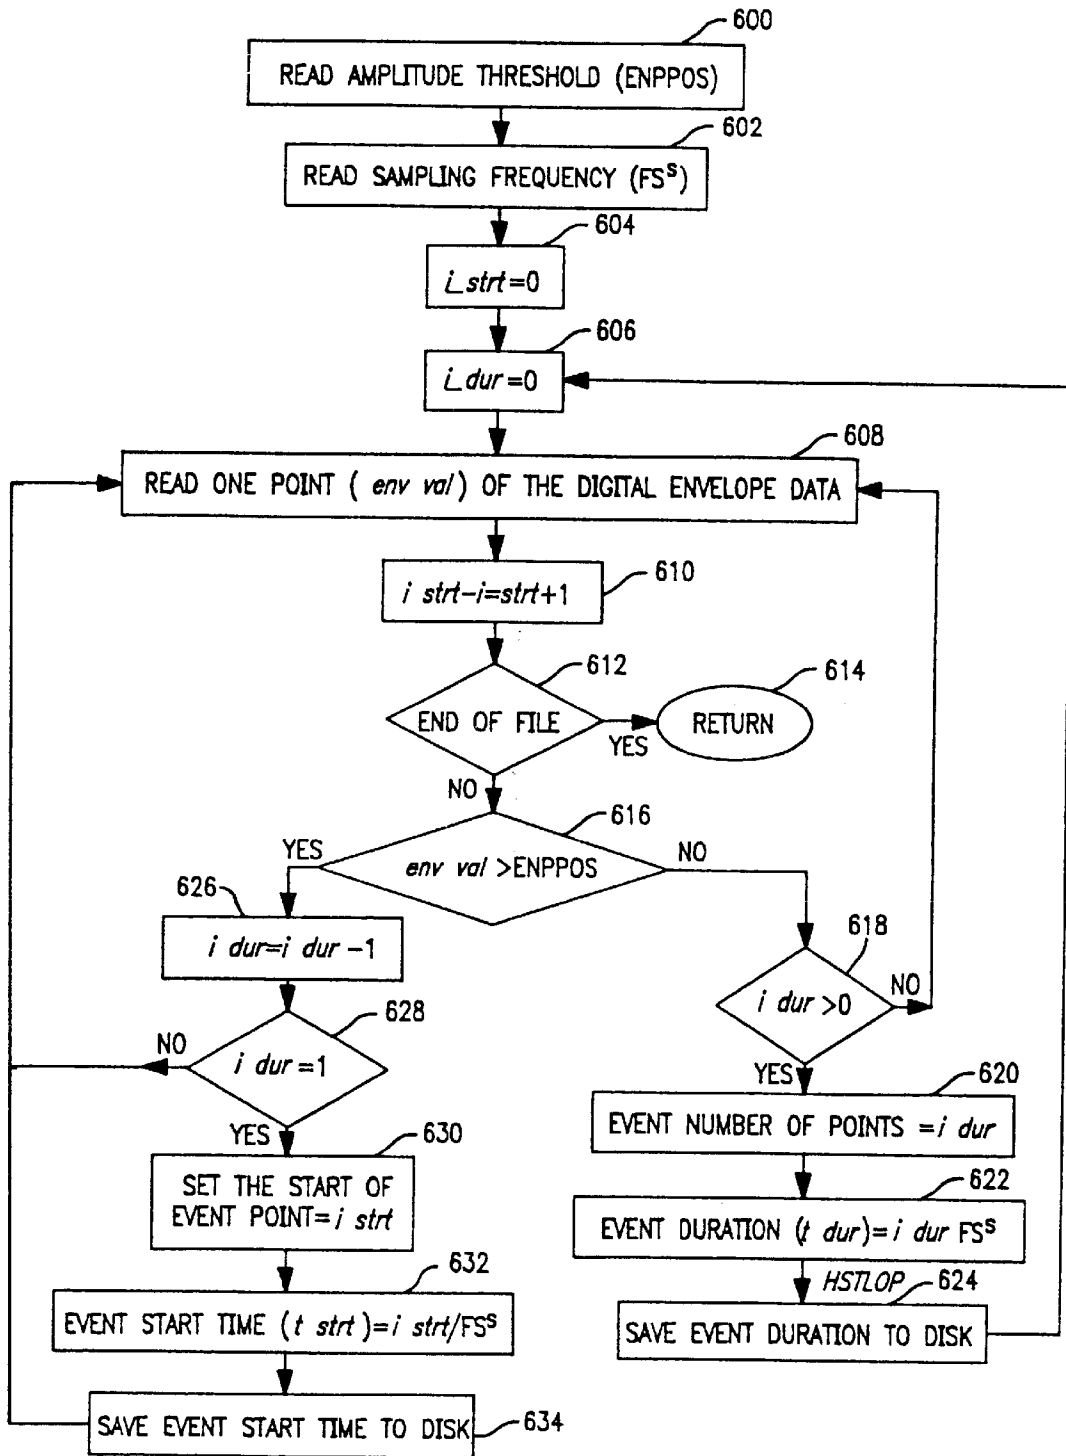 600
READ AMPLITUDE THRESHOLD (ENPPOS)
602
READ SAMPLING FREQUENCY (FSˢ)
604
i_strt=0
606
i_dur=0
608
READ ONE POINT ( env val) OF THE DIGITAL ENVELOPE DATA
610
i strt-i=strt+1
612
END OF FILE
614
RETURN
YES
NO
616
env val >ENPPOS
YES
NO
626
i dur=i dur -1
618
i dur >0
NO
YES
628
i dur =1
NO
YES
620
EVENT NUMBER OF POINTS =i dur
630
SET THE START OF
EVENT POINT=i strt
622
EVENT DURATION (t dur)=i dur FSˢ
632
EVENT START TIME (t strt)=i strt/FSˢ
HSTLOP
624
SAVE EVENT DURATION TO DISK
SAVE EVENT START TIME TO DISK
634